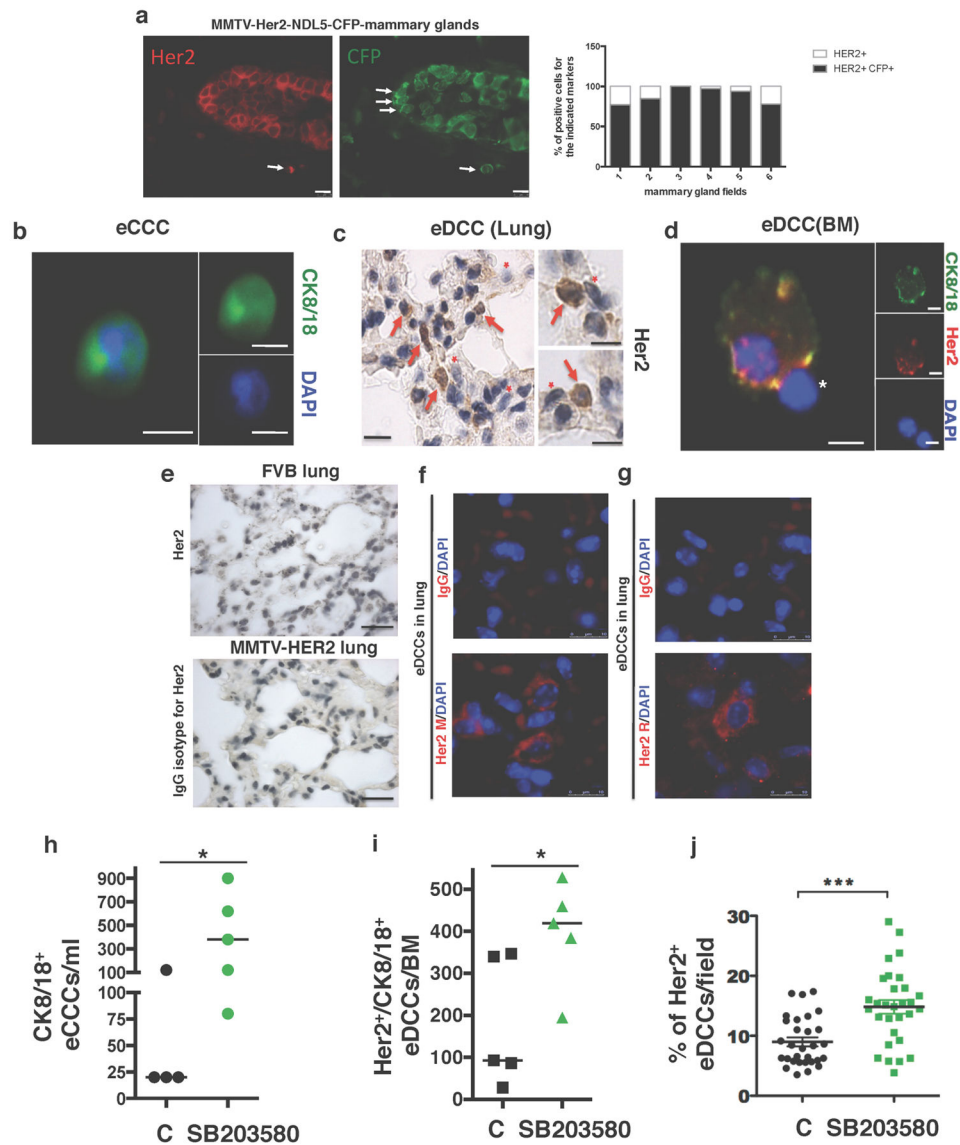 a
MMTV-Her2-NDL5-CFP-mammary glands
Her2
CFP
% of positive cells for
the indicated markers
150
100
50
0
1 2 3 4 5 6
mammary gland fields
HER2+
HER2+ CFP+
b
eCCC
CK8/18
DAPI
c
eDCC (Lung)
* * * *
* *
Her2
d
eDCC(BM)
*
CK8/18
Her2
DAPI
e
FVB lung
Her2
MMTV-HER2 lung
IgG isotype for Her2
f
eDCCs in lung
IgG/DAPI
Her2 M/DAPI
g
eDCCs in lung
IgG/DAPI
Her2 R/DAPI
h
*
CK8/18+
eCCCs/ml
900
700
500
300
100
100
75
50
25
0
C SB203580
i
*
Her2+/CK8/18+
eDCCs/BM
500
400
300
200
100
0
C SB203580
j
***
% of Her2+
eDCCs/field
30
20
10
0
C SB203580